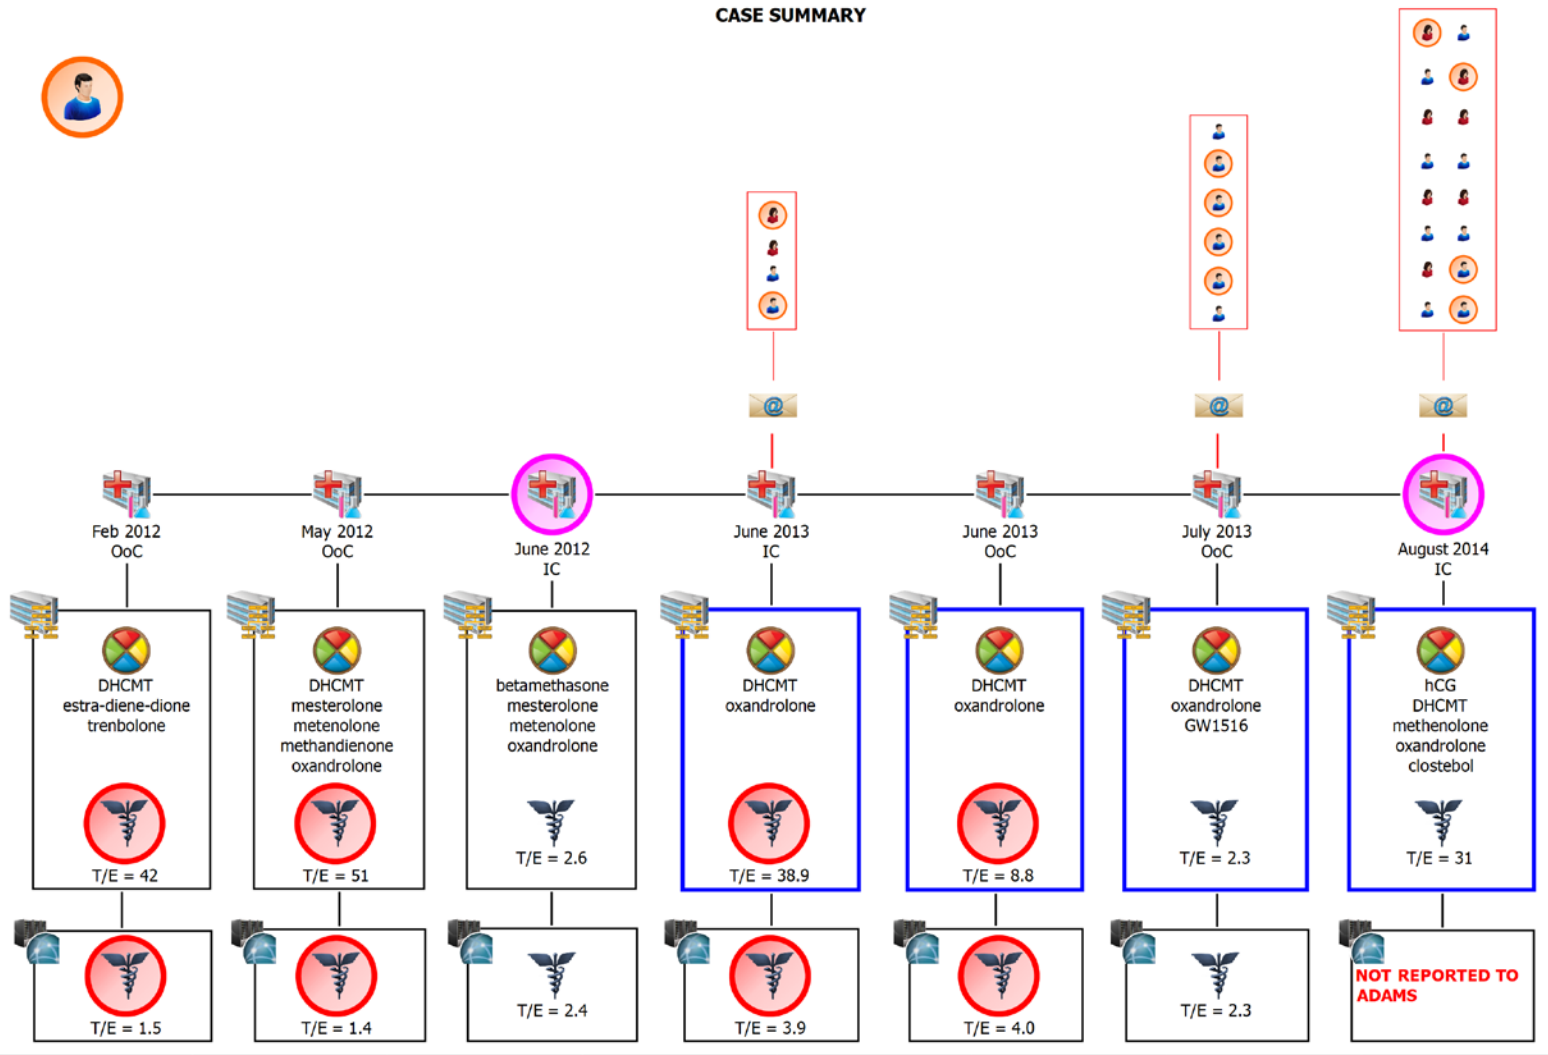 CASE SUMMARY
@
@
@
Feb 2012
OoC
May 2012
OoC
June 2012
IC
June 2013
IC
June 2013
OoC
July 2013
OoC
August 2014
IC
DHCMT
estra-diene-dione
trenbolone
T/E = 42
DHCMT
mesterolone
metenolone
methandienone
oxandrolone
T/E = 51
betamethasone
mesterolone
metenolone
oxandrolone
T/E = 2.6
DHCMT
oxandrolone
T/E = 38.9
DHCMT
oxandrolone
T/E = 8.8
DHCMT
oxandrolone
GW1516
T/E = 2.3
hCG
DHCMT
methenolone
oxandrolone
clostebol
T/E = 31
T/E = 1.5
T/E = 1.4
T/E = 2.4
T/E = 3.9
T/E = 4.0
T/E = 2.3
NOT REPORTED TO
ADAMS